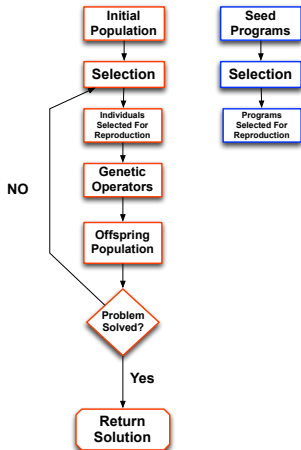 Initial
Population
Selection
Individuals
Selected For
Reproduction
Genetic
Operators
Offspring
Population
NO
Problem
Solved?
Yes
Return
Solution
Seed
Programs
Selection
Programs
Selected For
Reproduction